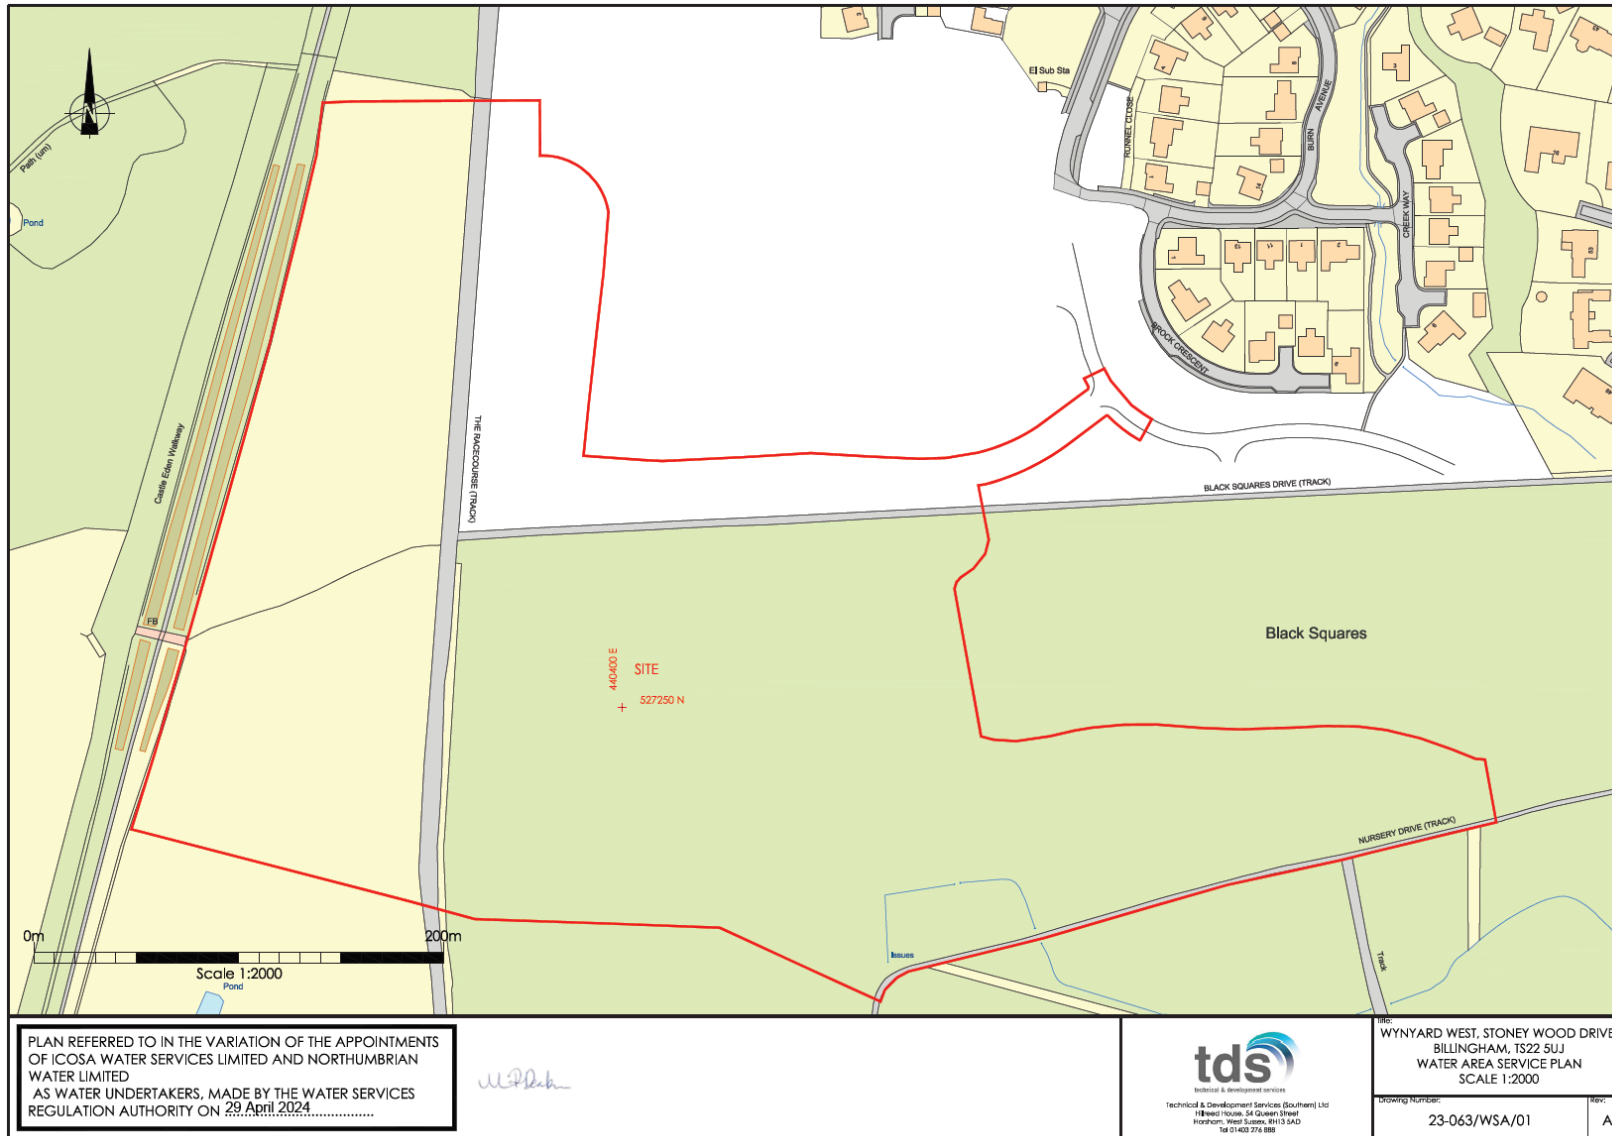 El Sub Sta
RUNNEL CLOSE
BURN
AVENUE
CREEK WAY
BROCK CRESCENT
N
Path (um)
Pond
Castle Eden Walkway
THE RACECOURSE (TRACK)
BLACK SQUARES DRIVE (TRACK)
FB
Black Squares
440400 E
SITE
527250 N
NURSERY DRIVE (TRACK)
Issues
Track
0m
200m
Scale 1:2000
Pond
PLAN REFERRED TO IN THE VARIATION OF THE APPOINTMENTS
OF ICOSA WATER SERVICES LIMITED AND NORTHUMBRIAN
WATER LIMITED
AS WATER UNDERTAKERS, MADE BY THE WATER SERVICES
REGULATION AUTHORITY ON 29 April 2024
tds
technical & development services
Technical & Development Services (Southern) Ltd
Hilreed House, 54 Queen Street
Horsham, West Sussex, RH13 5AD
Tel 01403 276 888
Title:
WYNYARD WEST, STONEY WOOD DRIVE
BILLINGHAM, TS22 5UJ
WATER AREA SERVICE PLAN
SCALE 1:2000
Drawing Number:
23-063/WSA/01
Rev:
A